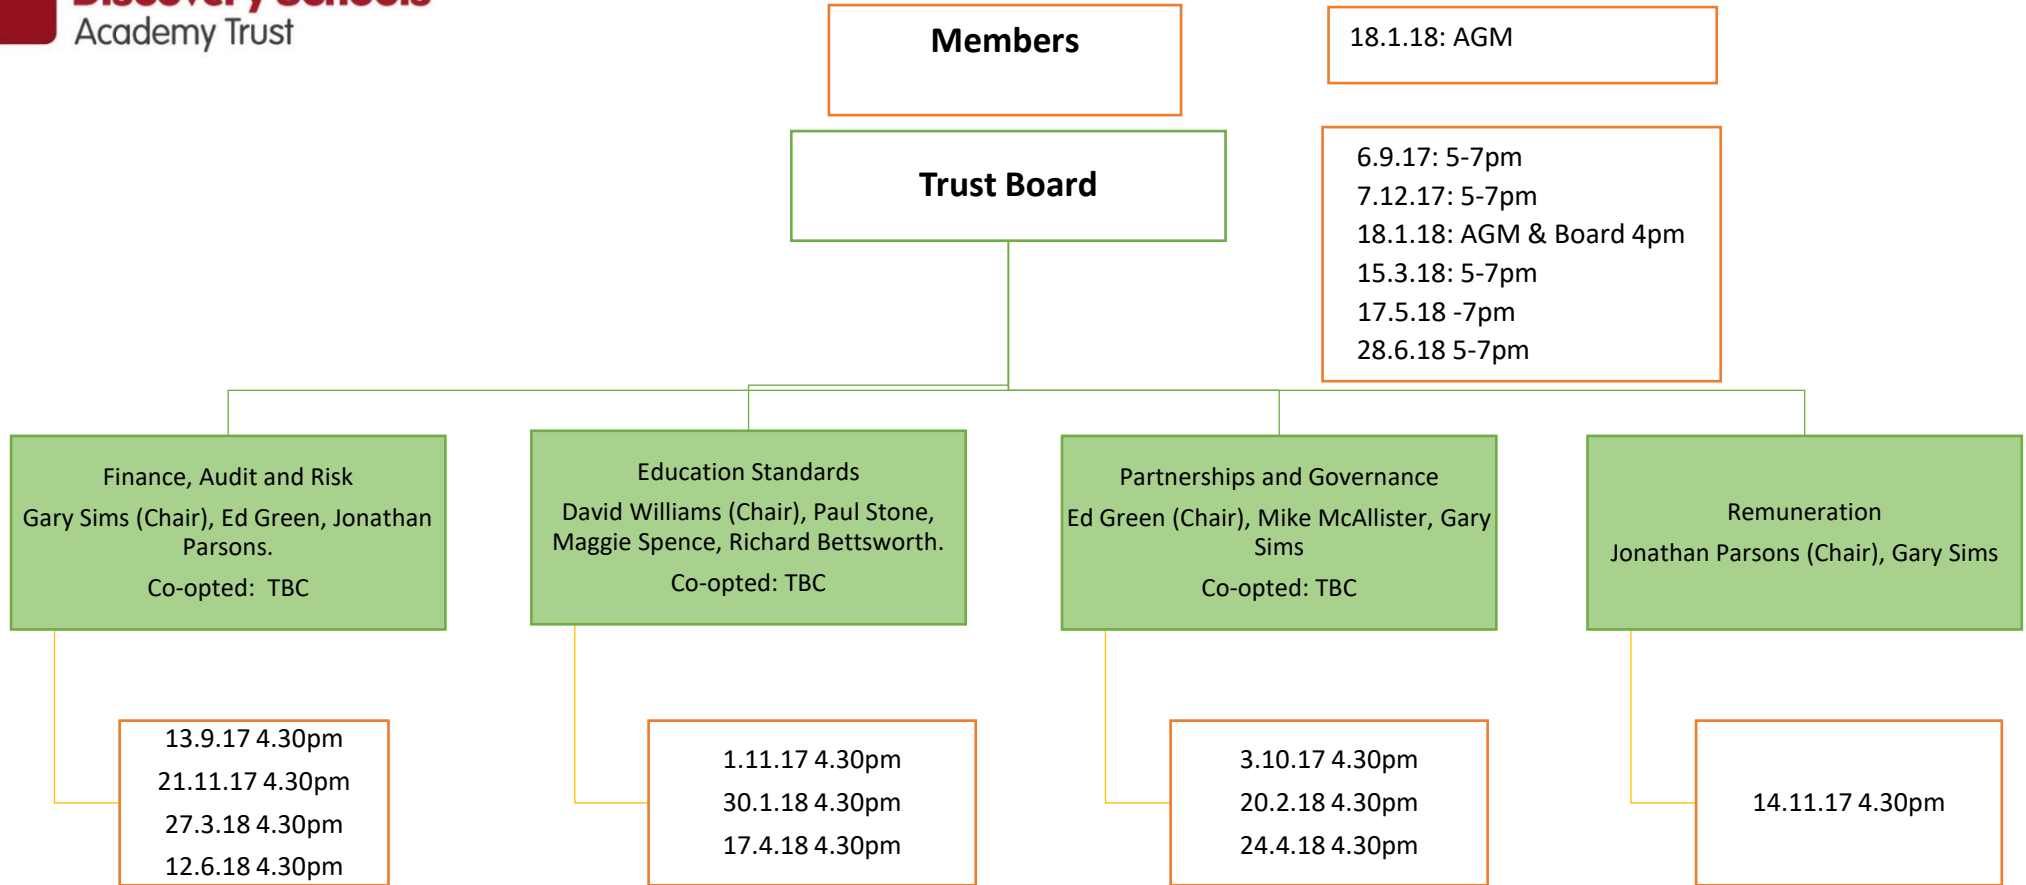 Discovery Schools
Academy Trust
Members
18.1.18: AGM
Trust Board
6.9.17: 5-7pm
7.12.17: 5-7pm
18.1.18: AGM & Board 4pm
15.3.18: 5-7pm
17.5.18 -7pm
28.6.18 5-7pm
Finance, Audit and Risk
Gary Sims (Chair), Ed Green, Jonathan
Parsons.
Co-opted: TBC
Education Standards
David Williams (Chair), Paul Stone,
Maggie Spence, Richard Bettsworth.
Co-opted: TBC
Partnerships and Governance
Ed Green (Chair), Mike McAllister, Gary
Sims
Co-opted: TBC
Remuneration
Jonathan Parsons (Chair), Gary Sims
13.9.17 4.30pm
21.11.17 4.30pm
27.3.18 4.30pm
12.6.18 4.30pm
1.11.17 4.30pm
30.1.18 4.30pm
17.4.18 4.30pm
3.10.17 4.30pm
20.2.18 4.30pm
24.4.18 4.30pm
14.11.17 4.30pm